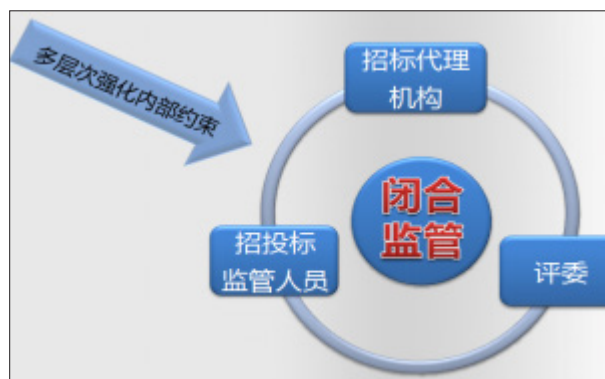 多层次强化内部约束
招标代理
机构
闭合
监管
招投标
监管人员
评委